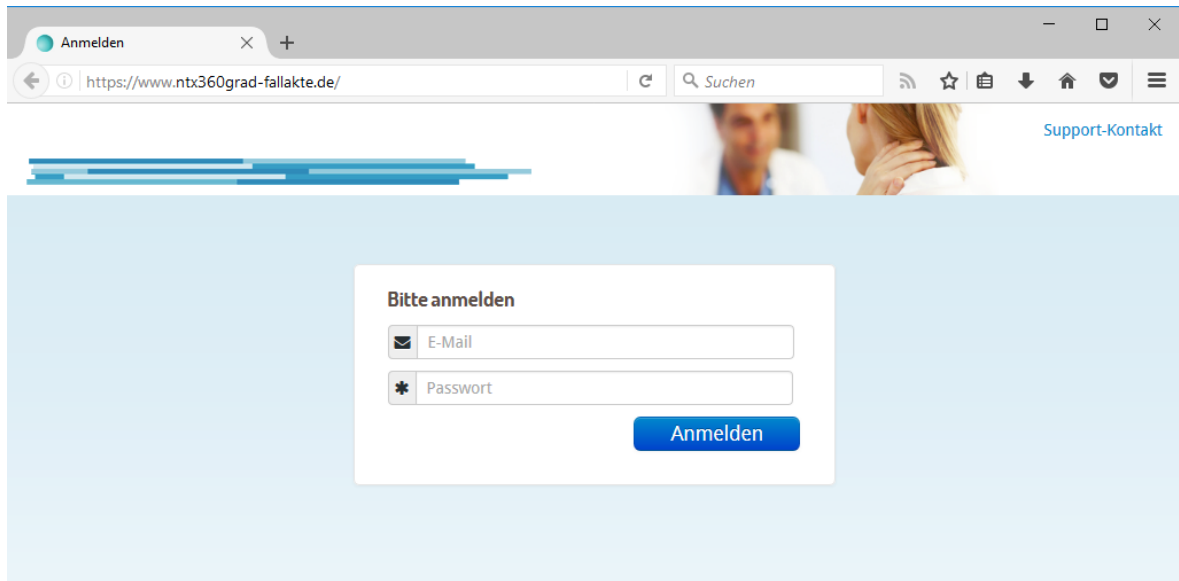 Anmelden
https://www.ntx360grad-fallakte.de/
Suchen
Support-Kontakt
Bitte anmelden
E-Mail
Passwort
Anmelden